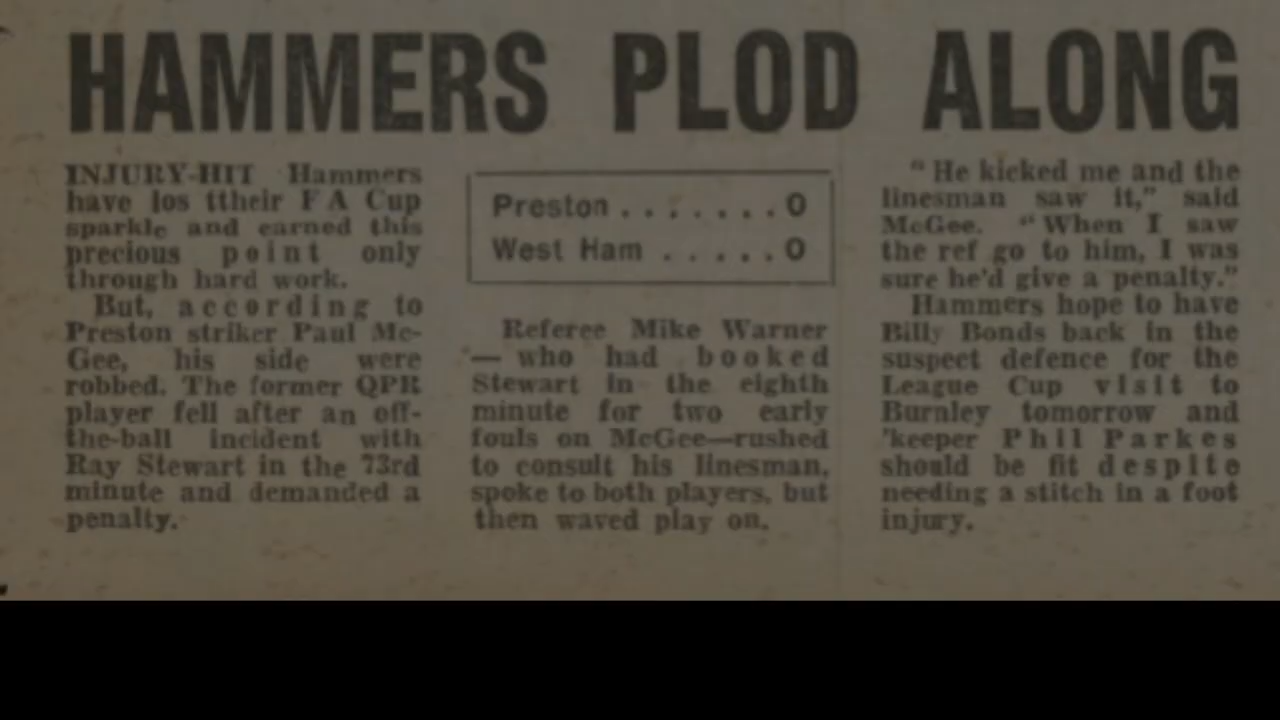 HAMMERS PLOD ALONG
INJURY-HIT Hammers
have los ttheir F A Cup
sparkle and earned this
precious point only
through hard work.
But, according to
Preston striker Paul Mc-
Gee, his side were
robbed. The former QPR
player fell after an off-
the-ball incident with
Ray Stewart in the 73rd
minute and demanded a
penalty.
Preston . . . . . . . 0
West Ham . . . . . 0
Referee Mike Warner
— who had booked
Stewart in the eighth
minute for two early
fouls on McGee—rushed
to consult his linesman,
spoke to both players, but
then waved play on.
"He kicked me and the
linesman saw it," said
McGee. "When I saw
the ref go to him, I was
sure he'd give a penalty."
Hammers hope to have
Billy Bonds back in the
suspect defence for the
League Cup visit to
Burnley tomorrow and
'keeper Phil Parkes
should be fit despite
needing a stitch in a foot
injury.